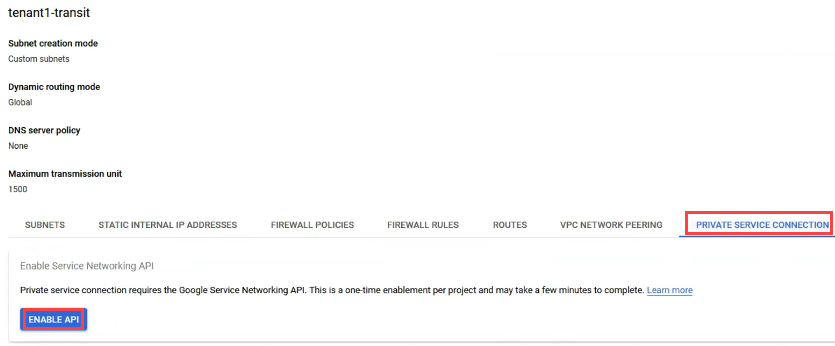 tenant1-transit
Subnet creation mode
Custom subnets
Dynamic routing mode
Global
DNS server policy
None
Maximum transmission unit
1500
SUBNETS STATIC INTERNAL IP ADDRESSES FIREWALL POLICIES FIREWALL RULES ROUTES VPC NETWORK PEERING PRIVATE SERVICE CONNECTION
Enable Service Networking API
Private service connection requires the Google Service Networking API. This is a one-time enablement per project and may take a few minutes to complete. Learn more
ENABLE API